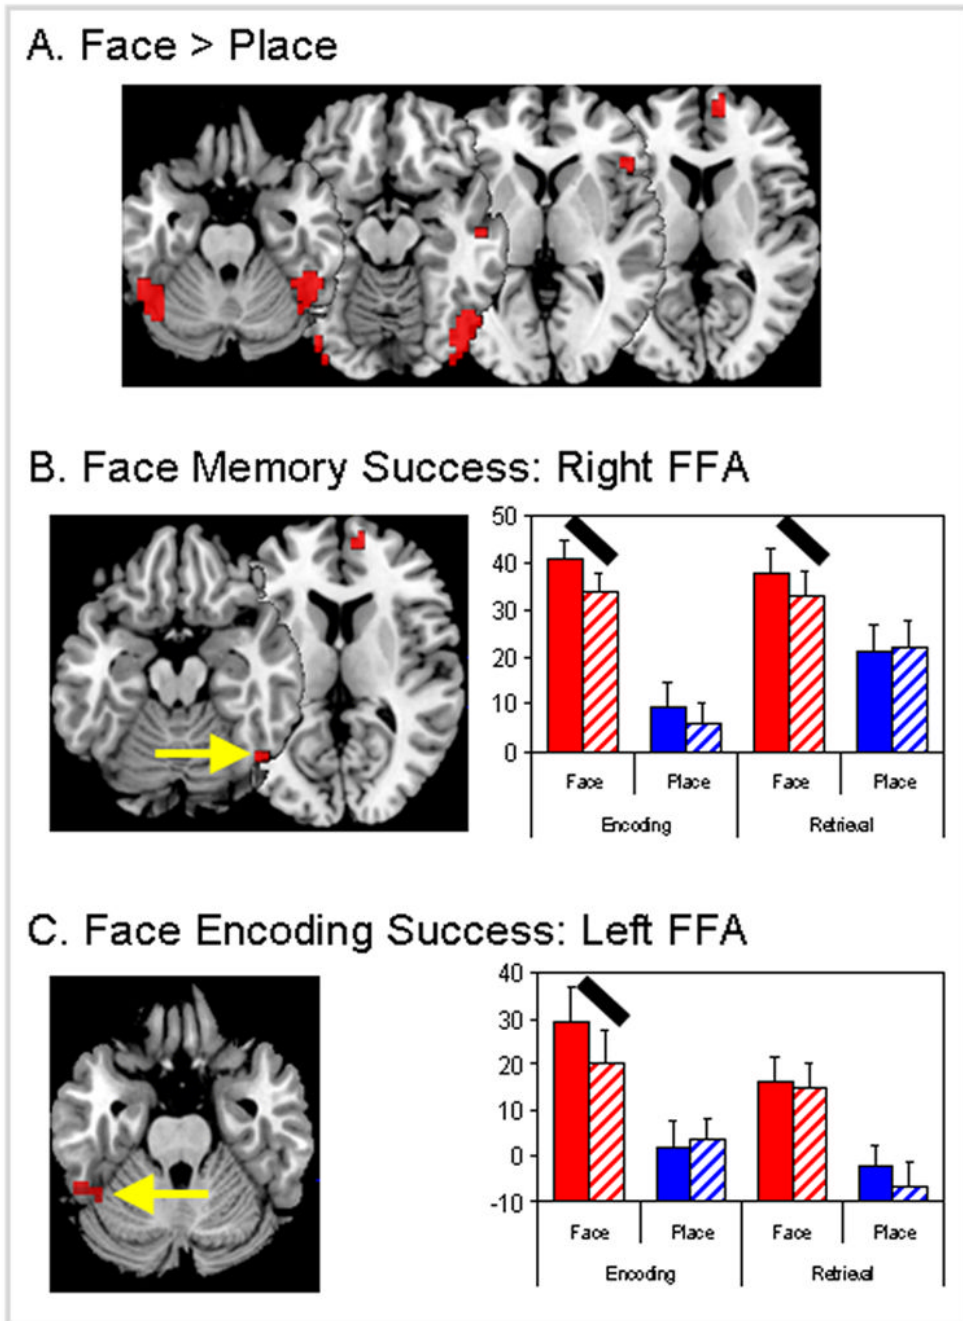 A. Face > Place
B. Face Memory Success: Right FFA
50
40
30
20
10
0
Face Place Face Place
Encoding Retrieval
C. Face Encoding Success: Left FFA
40
30
20
10
0
-10
Face Place Face Place
Encoding Retrieval